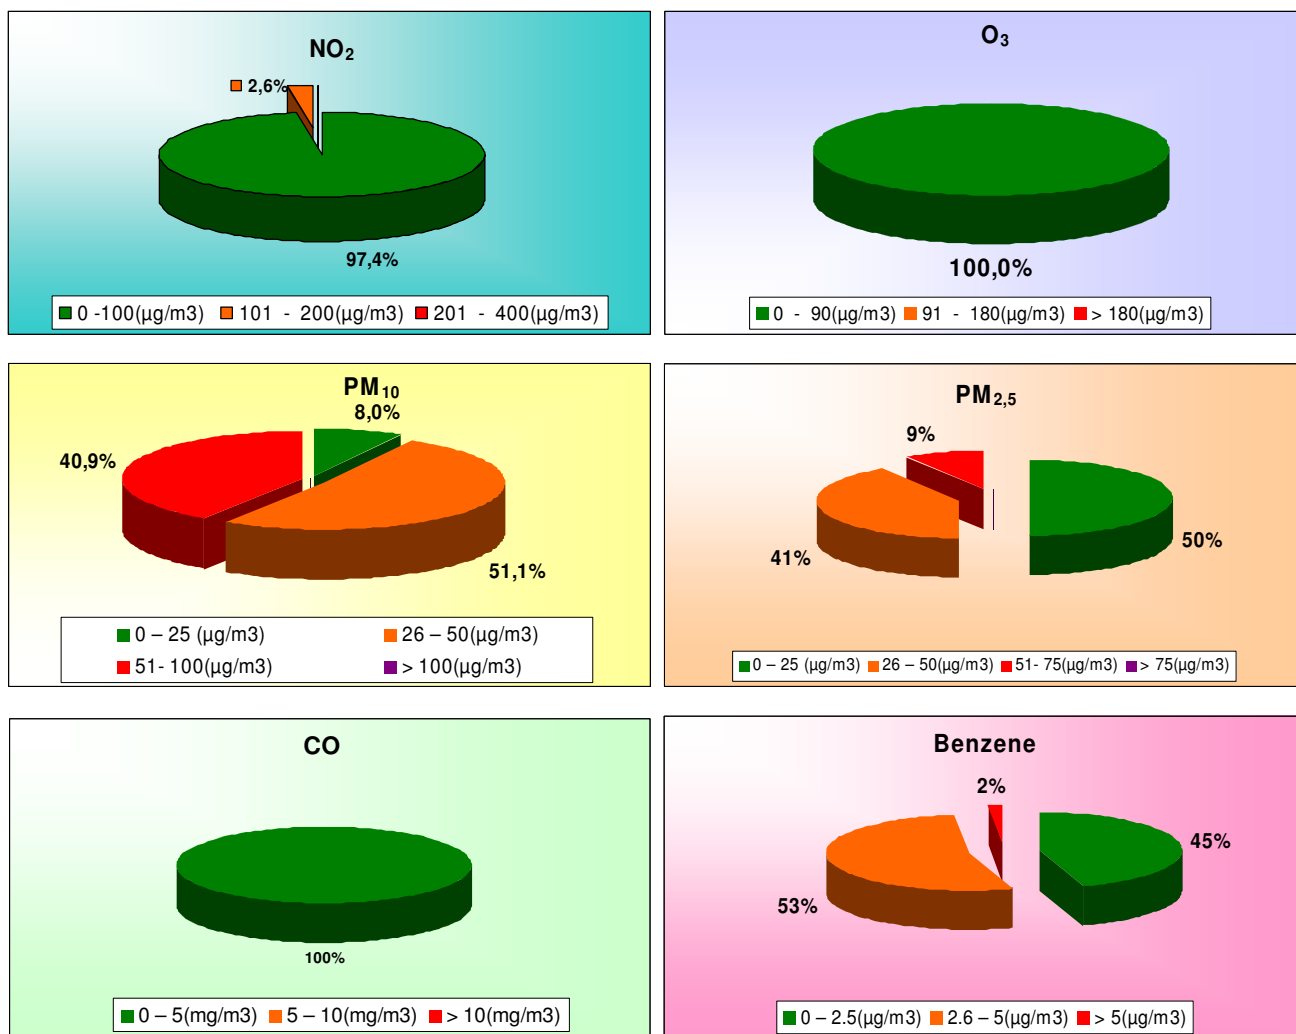 NO₂
2,6%
97,4%
0 -100(µg/m3) 101 - 200(µg/m3) 201 - 400(µg/m3)
O₃
100,0%
0 - 90(µg/m3) 91 - 180(µg/m3) > 180(µg/m3)
PM₁₀
8,0%
40,9%
51,1%
0 – 25 (µg/m3) 26 – 50(µg/m3)
51- 100(µg/m3) > 100(µg/m3)
PM₂,₅
9%
41%
50%
0 – 25 (µg/m3) 26 – 50(µg/m3) 51- 75(µg/m3) > 75(µg/m3)
CO
100%
0 – 5(mg/m3) 5 – 10(mg/m3) > 10(mg/m3)
Benzene
2%
45%
53%
0 – 2.5(µg/m3) 2.6 – 5(µg/m3) > 5(µg/m3)